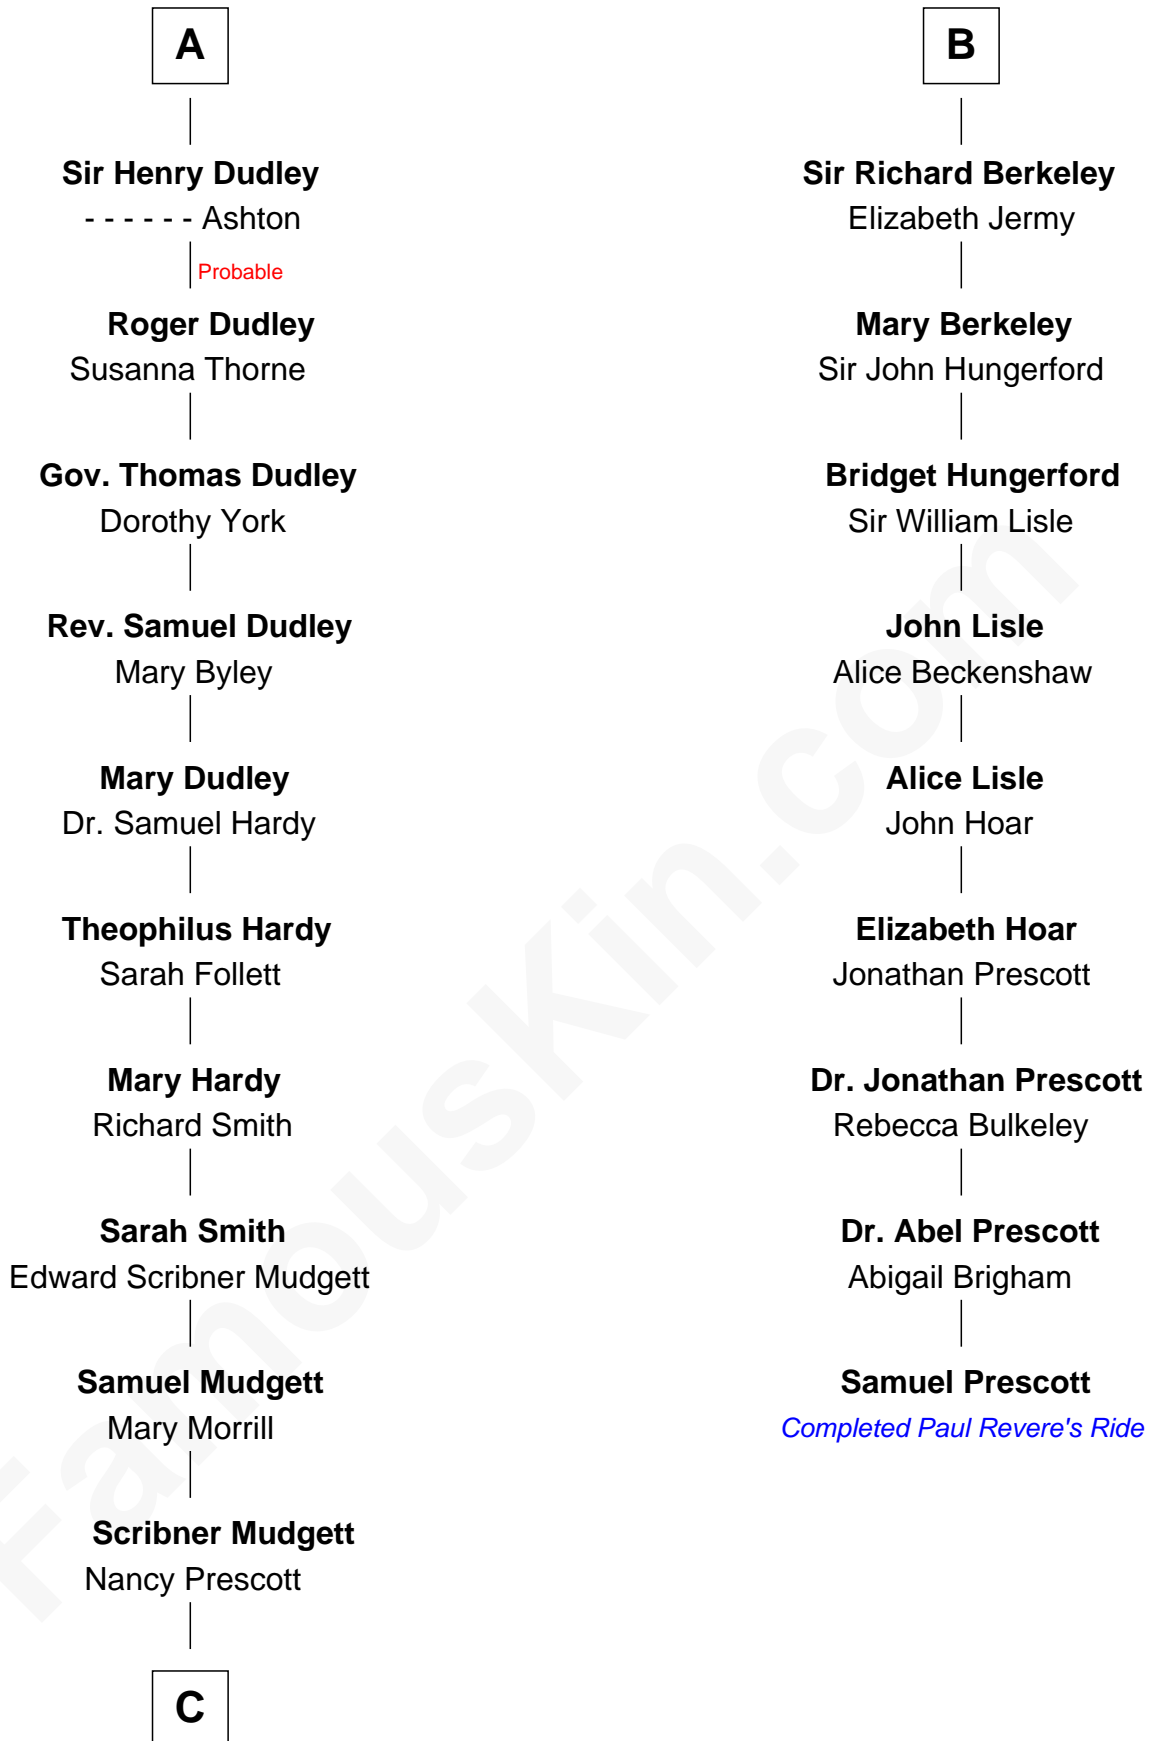 A
Sir Henry Dudley
- - - - - - Ashton
Probable
Roger Dudley
Susanna Thorne
Gov. Thomas Dudley
Dorothy York
Rev. Samuel Dudley
Mary Byley
Mary Dudley
Dr. Samuel Hardy
Theophilus Hardy
Sarah Follett
Mary Hardy
Richard Smith
Sarah Smith
Edward Scribner Mudgett
Samuel Mudgett
Mary Morrill
Scribner Mudgett
Nancy Prescott
C
B
Sir Richard Berkeley
Elizabeth Jermy
Mary Berkeley
Sir John Hungerford
Bridget Hungerford
Sir William Lisle
John Lisle
Alice Beckenshaw
Alice Lisle
John Hoar
Elizabeth Hoar
Jonathan Prescott
Dr. Jonathan Prescott
Rebecca Bulkeley
Dr. Abel Prescott
Abigail Brigham
Samuel Prescott
Completed Paul Revere's Ride
FamousKin.com